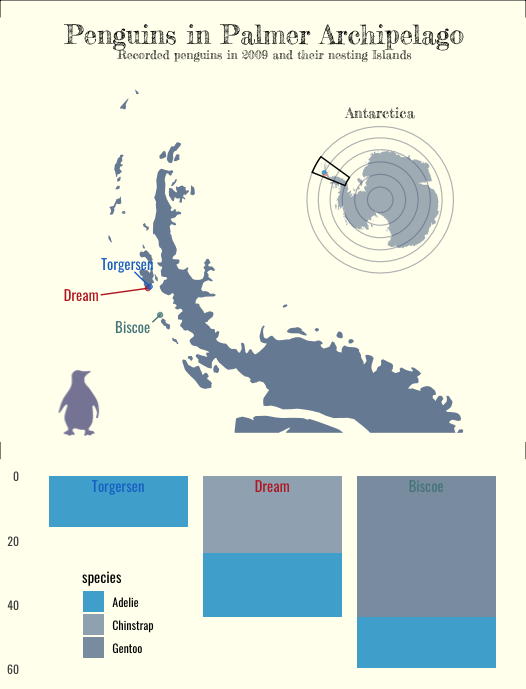 Penguins in Palmer Archipelago
Recorded penguins in 2009 and their nesting Islands
Antarctica
Torgersen
Dream
Biscoe
0
Torgersen
Dream
Biscoe
20
species
Adelie
40
Chinstrap
Gentoo
60